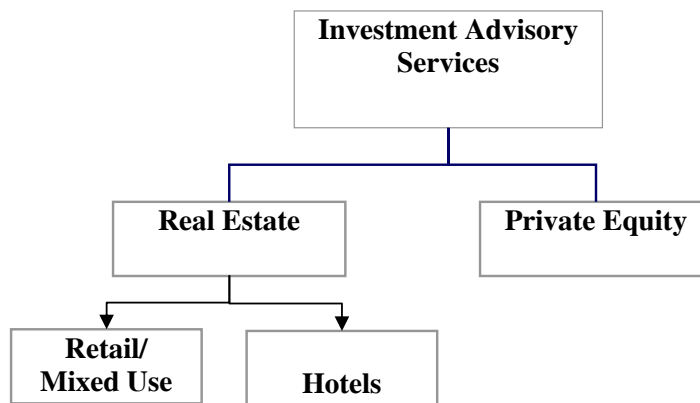 Investment Advisory
Services
Real Estate
Private Equity
Retail/
Mixed Use
Hotels